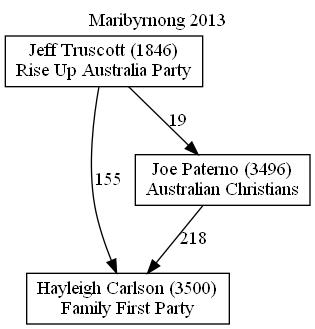 Maribyrnong 2013
Jeff Truscott (1846)
Rise Up Australia Party
19
Joe Paterno (3496)
Australian Christians
155
218
Hayleigh Carlson (3500)
Family First Party